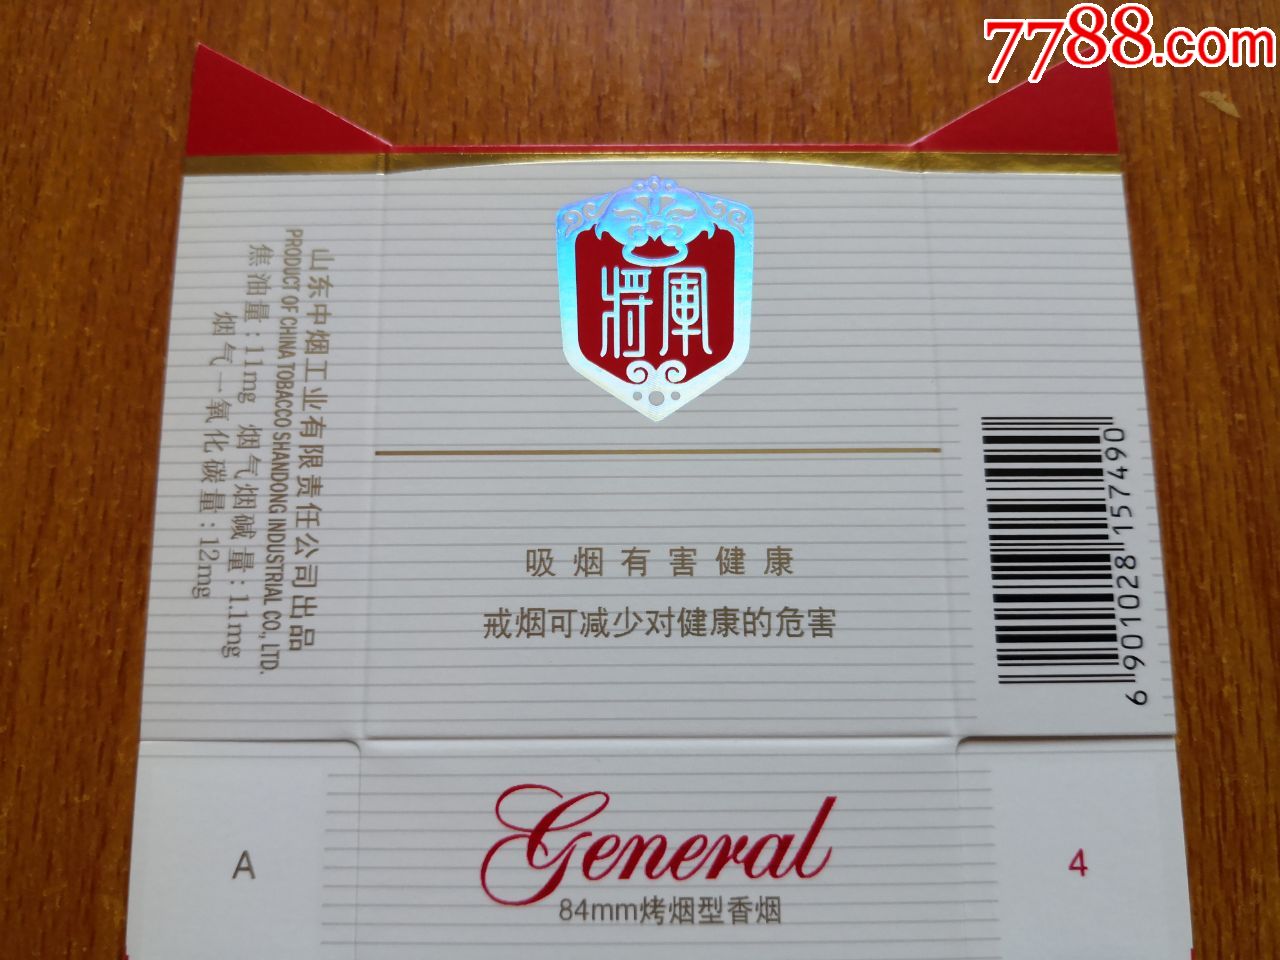 7788.com
将军
山东中烟工业有限责任公司出品
PRODUCT OF CHINA TOBACCO SHANDONG INDUSTRIAL CO., LTD.
焦油量：11mg 烟气烟碱量：1.1mg
烟气一氧化碳量：12mg
吸烟有害健康
戒烟可减少对健康的危害
6 901028 157490
A
General
84mm烤烟型香烟
4